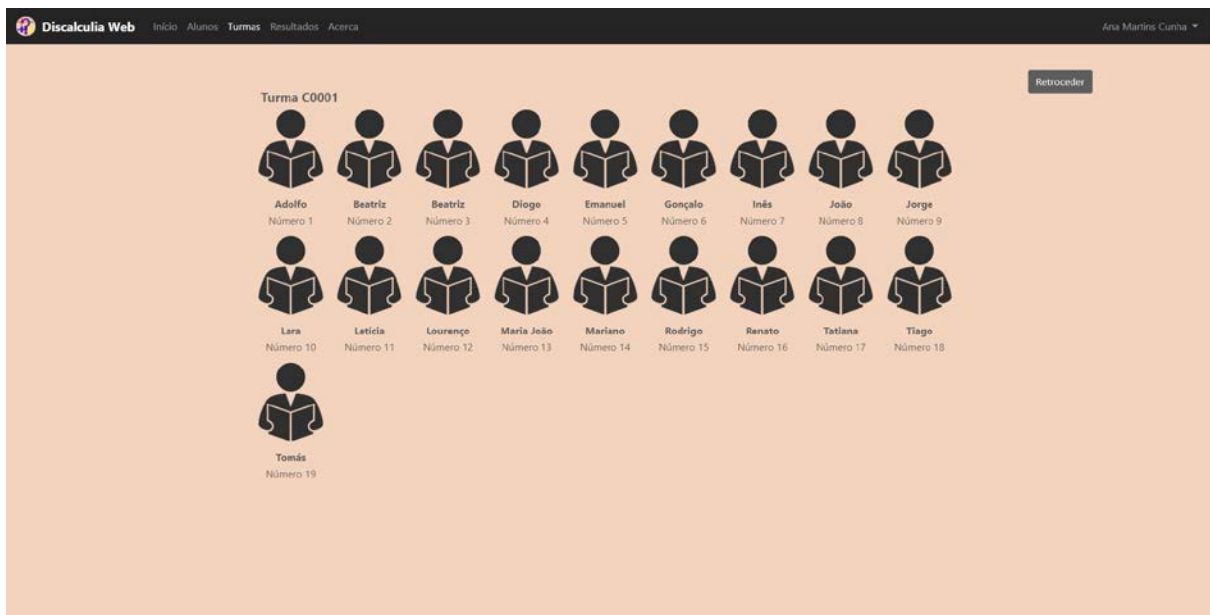 Discalculia Web Início Alunos Turmas Resultados Acerca Ana Martins Cunha
Retroceder
Turma C0001
Adolfo Beatriz Beatriz Diogo Emanuel Gonçalo Inês João Jorge
Número 1 Número 2 Número 3 Número 4 Número 5 Número 6 Número 7 Número 8 Número 9
Lara Letícia Lourenço Maria João Mariano Rodrigo Renato Tatiana Tiago
Número 10 Número 11 Número 12 Número 13 Número 14 Número 15 Número 16 Número 17 Número 18
Tomás
Número 19